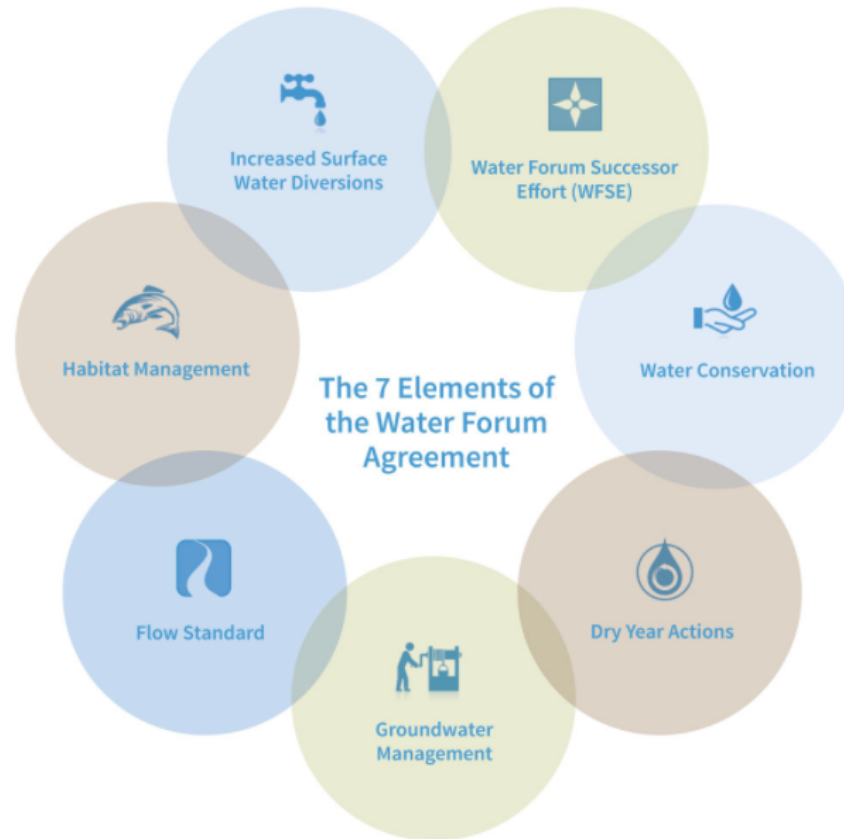 Increased Surface
Water Diversions
Water Forum Successor
Effort (WFSE)
Habitat Management
Water Conservation
The 7 Elements of
the Water Forum
Agreement
Flow Standard
Dry Year Actions
Groundwater
Management